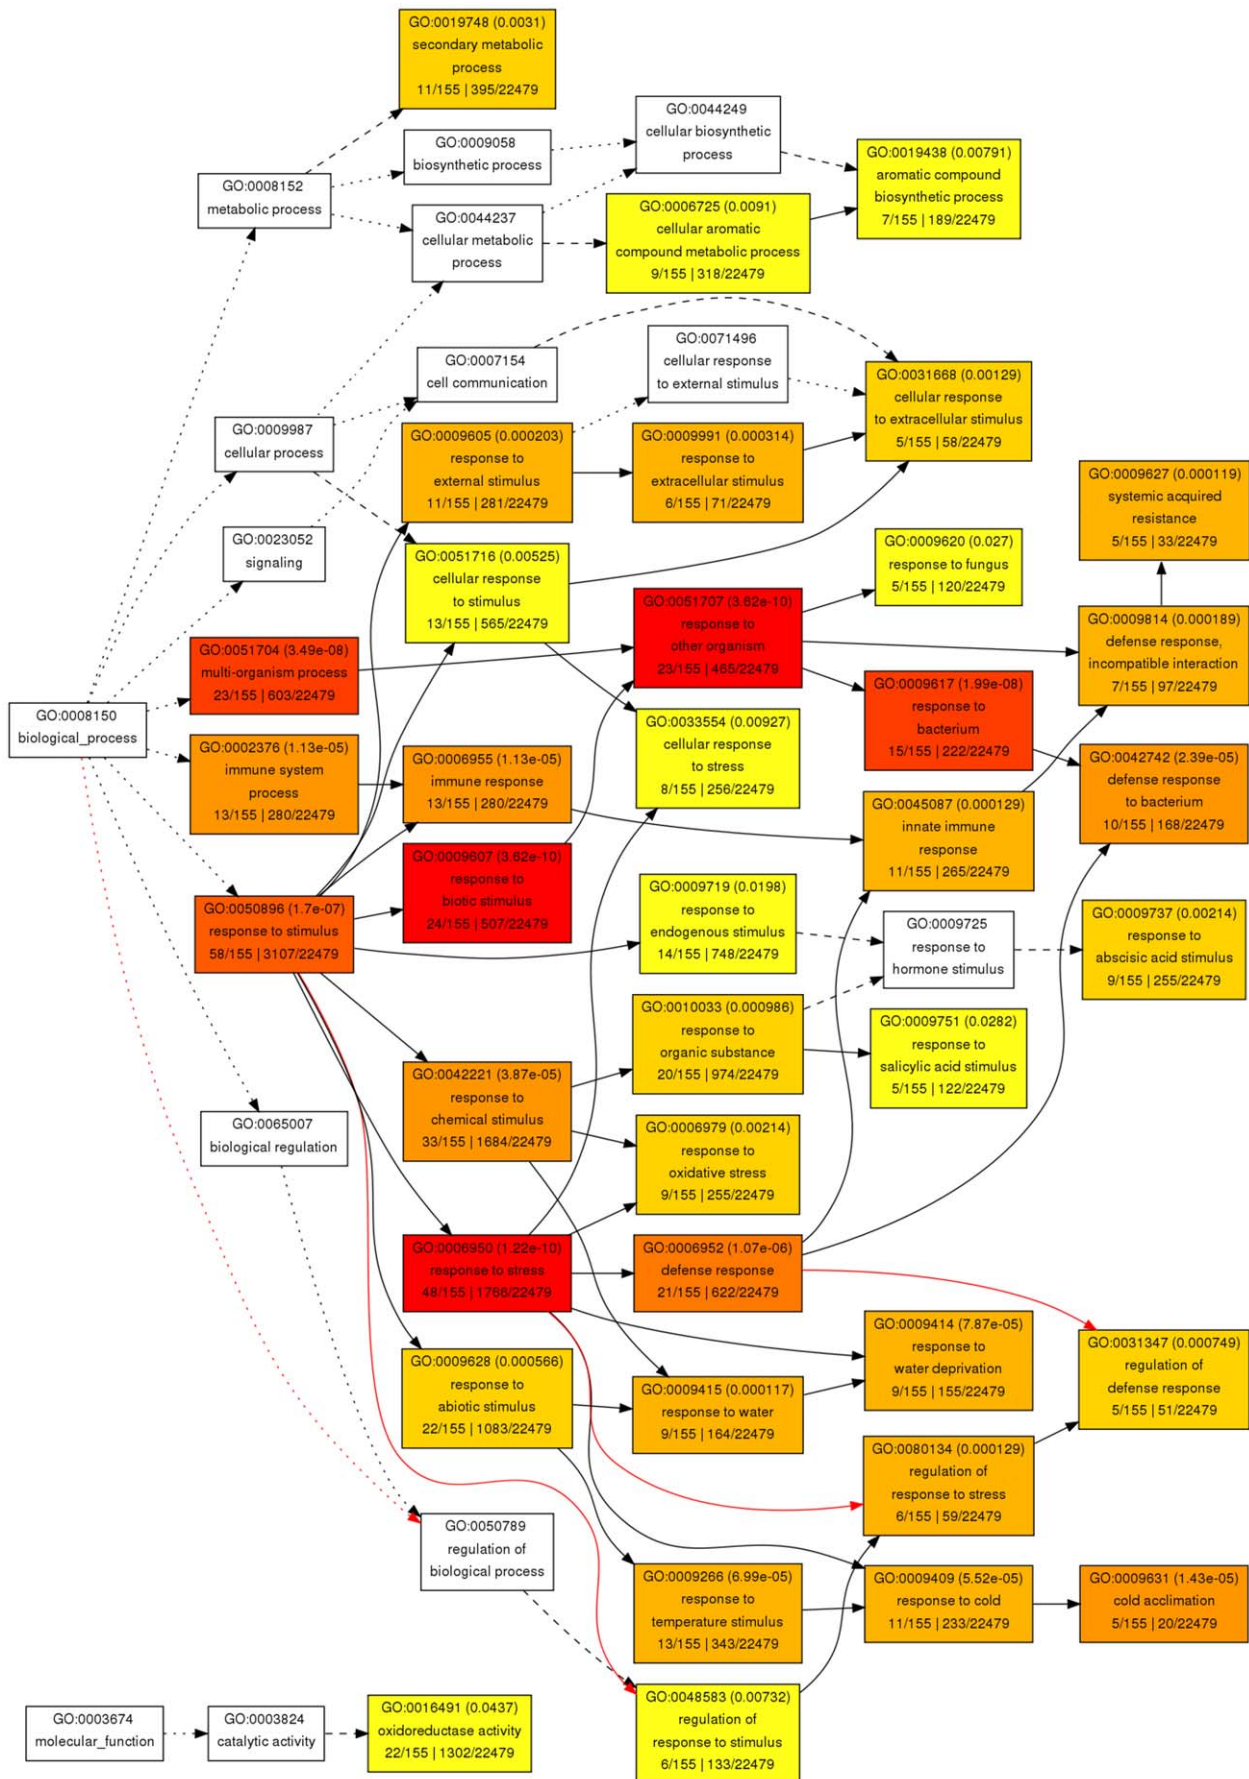 GO:0019748 (0.0031)
secondary metabolic
process
11/155 | 395/22479
GO:0009058
biosynthetic process
GO:0044249
cellular biosynthetic
process
GO:0019438 (0.00791)
aromatic compound
biosynthetic process
7/155 | 189/22479
GO:0008152
metabolic process
GO:0044237
cellular metabolic
process
GO:0006725 (0.0091)
cellular aromatic
compound metabolic process
9/155 | 318/22479
GO:0007154
cell communication
GO:0071496
cellular response
to external stimulus
GO:0031668 (0.00129)
cellular response
to extracellular stimulus
5/155 | 58/22479
GO:0009987
cellular process
GO:0009605 (0.000203)
response to
external stimulus
11/155 | 281/22479
GO:0009991 (0.000314)
response to
extracellular stimulus
6/155 | 71/22479
GO:0009627 (0.000119)
systemic acquired
resistance
5/155 | 33/22479
GO:0023052
signaling
GO:0051716 (0.00525)
cellular response
to stimulus
13/155 | 565/22479
GO:0009620 (0.027)
response to fungus
5/155 | 120/22479
GO:0051704 (3.49e-08)
multi-organism process
23/155 | 603/22479
GO:0051707 (3.62e-10)
response to
other organism
23/155 | 465/22479
GO:0009814 (0.000189)
defense response,
incompatible interaction
7/155 | 97/22479
GO:0009617 (1.99e-08)
response to
bacterium
15/155 | 222/22479
GO:0008150
biological_process
GO:0002376 (1.13e-05)
immune system
process
13/155 | 280/22479
GO:0006955 (1.13e-05)
immune response
13/155 | 280/22479
GO:0033554 (0.00927)
cellular response
to stress
8/155 | 256/22479
GO:0042742 (2.39e-05)
defense response
to bacterium
10/155 | 168/22479
GO:0045087 (0.000129)
innate immune
response
11/155 | 265/22479
GO:0009607 (3.62e-10)
response to
biotic stimulus
24/155 | 507/22479
GO:0050896 (1.7e-07)
response to stimulus
58/155 | 3107/22479
GO:0009719 (0.0198)
response to
endogenous stimulus
14/155 | 748/22479
GO:0009725
response to
hormone stimulus
GO:0009737 (0.00214)
response to
abscisic acid stimulus
9/155 | 255/22479
GO:0010033 (0.000986)
response to
organic substance
20/155 | 974/22479
GO:0009751 (0.0282)
response to
salicylic acid stimulus
5/155 | 122/22479
GO:0042221 (3.87e-05)
response to
chemical stimulus
33/155 | 1684/22479
GO:0065007
biological regulation
GO:0006979 (0.00214)
response to
oxidative stress
9/155 | 255/22479
GO:0006950 (1.22e-10)
response to stress
48/155 | 1766/22479
GO:0006952 (1.07e-06)
defense response
21/155 | 622/22479
GO:0009414 (7.87e-05)
response to
water deprivation
9/155 | 155/22479
GO:0031347 (0.000749)
regulation of
defense response
5/155 | 51/22479
GO:0009628 (0.000566)
response to
abiotic stimulus
22/155 | 1083/22479
GO:0009415 (0.000117)
response to water
9/155 | 164/22479
GO:0080134 (0.000129)
regulation of
response to stress
6/155 | 59/22479
GO:0050789
regulation of
biological process
GO:0009266 (6.99e-05)
response to
temperature stimulus
13/155 | 343/22479
GO:0009409 (5.52e-05)
response to cold
11/155 | 233/22479
GO:0009631 (1.43e-05)
cold acclimation
5/155 | 20/22479
GO:0003674
molecular_function
GO:0003824
catalytic activity
GO:0016491 (0.0437)
oxidoreductase activity
22/155 | 1302/22479
GO:0048583 (0.00732)
regulation of
response to stimulus
6/155 | 133/22479